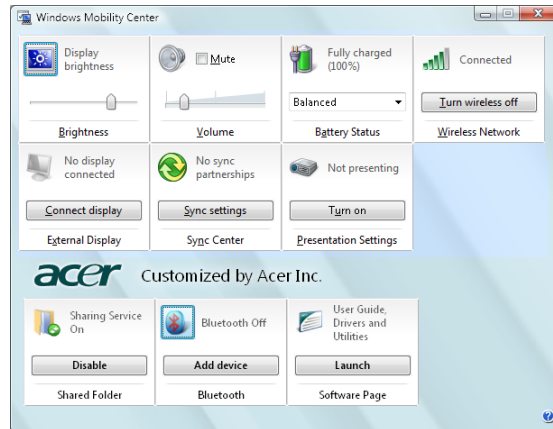 Windows Mobility Center
Display
brightness
Brightness
Mute
Volume
Fully charged
(100%)
Balanced
Battery Status
Connected
Turn wireless off
Wireless Network
No display
connected
Connect display
External Display
No sync
partnerships
Sync settings
Sync Center
Not presenting
Turn on
Presentation Settings
acer Customized by Acer Inc.
Sharing Service
On
Disable
Shared Folder
Bluetooth Off
Add device
Bluetooth
User Guide,
Drivers and
Utilities
Launch
Software Page